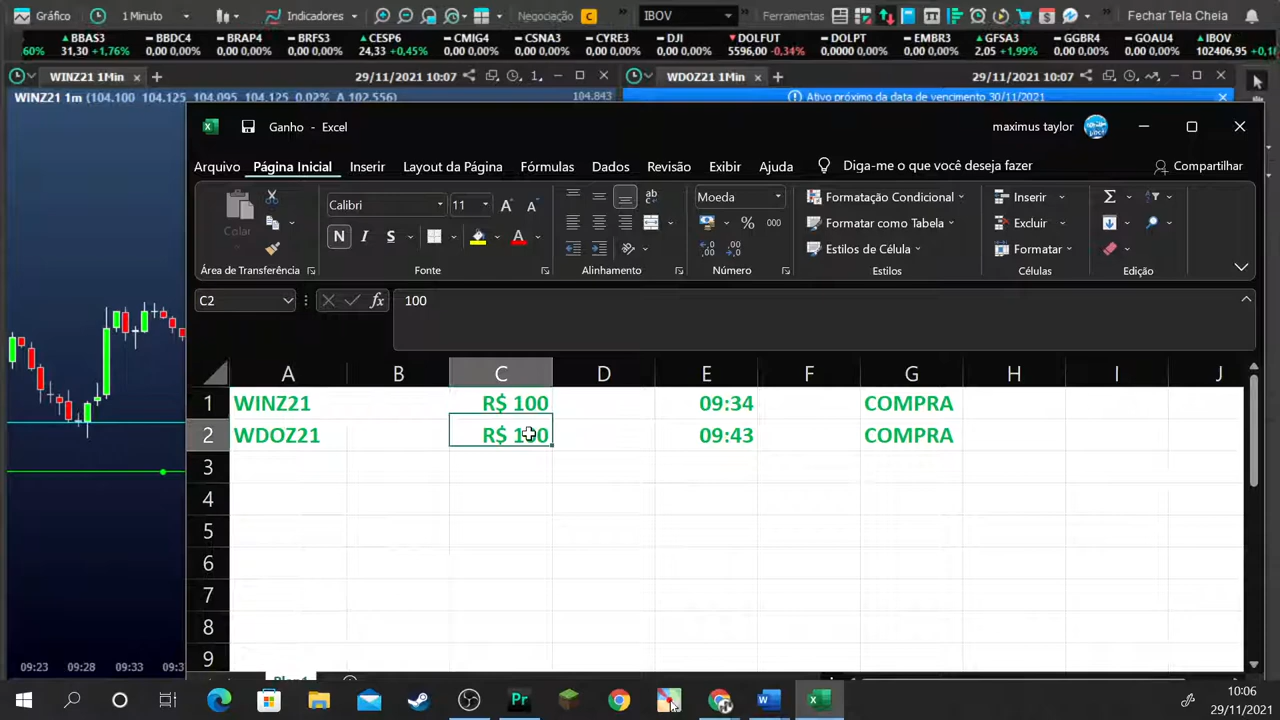 Gráfico 1 Minuto Indicadores Negociação C IBOV Ferramentas Fechar Tela Cheia
60% BBAS3 BBDC4 BRAP4 BRFS3 CESP6 CMIG4 CSNA3 CYRE3 DJI DOLFUT DOLPT EMBR3 GFSA3 GGBR4 GOAU4 IBOV
31,30 +1,76% 0,00 0,00% 0,00 0,00% 0,00 0,00% 24,33 +0,45% 0,00 0,00% 0,00 0,00% 0,00 0,00% 0,00 0,00% 5596,00 -0,34% 0,0000 0,00% 0,00 0,00% 2,05 +1,99% 0,00 0,00% 0,00 0,00% 102406,95
WINZ21 1Min 29/11/2021 10:07 1 WDOZ21 1Min 29/11/2021 10:07
WINZ21 1m (104.100 104.125 104.095 104.125 0.02% A 102.556) 104.843 Ativo próximo da data de vencimento 30/11/2021
Ganho - Excel maximus taylor
Arquivo Página Inicial Inserir Layout da Página Fórmulas Dados Revisão Exibir Ajuda Diga-me o que você deseja fazer Compartilhar
Colar Calibri 11 A A ab Moeda Formatação Condicional Inserir Σ
% 000 Formatar como Tabela Excluir
N I S A Estilos de Célula Formatar
Área de Transferência Fonte Alinhamento Número Estilos Células Edição
C2 fx 100
A B C D E F G H I J
1 WINZ21 R$ 100 09:34 COMPRA
2 WDOZ21 R$ 100 09:43 COMPRA
3
4
5
6
7
8
9
09:23 09:28 09:33
Pr 10:06
29/11/2021